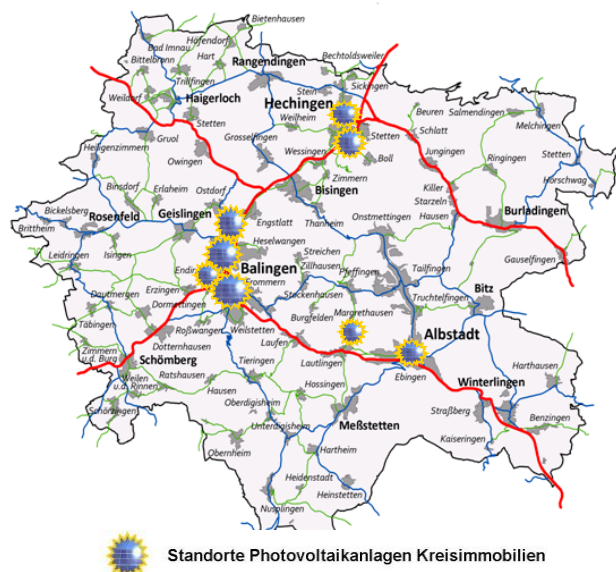 Bietenhausen
Höfendorf
Bad Imnau
Hart
Bittelbronn
Bechtoldsweiler
Trillfingen
Rangendingen
Sickingen
Stein
Weildorf
Haigerloch
Hechingen
Beuren
Salmendingen
Stetten
Weilheim
Stetten
Schlatt
Melchingen
Gruol
Grosselfingen
Heiligenzimmern
Wessingen
Boll
Jungingen
Ringingen
Stetten
Owingen
Zimmern
Killer
Hörschwag
Binsdorf
Erlaheim
Ostdorf
Bisingen
Starzeln
Bickelsberg
Geislingen
Onstmettingen
Hausen
Burladingen
Rosenfeld
Engstlatt
Thanheim
Brittheim
Heselwangen
Isingen
Streichen
Leidringen
Balingen
Zillhausen
Pfeffingen
Tailfingen
Gauselfingen
Endin
Erzingen
Frommern
Bitz
Dautmergen
Stockenhausen
Truchtelfingen
Dormettingen
Margrethausen
Täbingen
Burgfelden
Roßwangen
Weilstetten
Albstadt
Dotternhausen
Laufen
Zimmern
u.d. Burg
Schömberg
Tieringen
Lautlingen
Harthausen
Weilen
u.d. Rinnen
Ratshausen
Ebingen
Winterlingen
Hossingen
Hausen
Schörzingen
Oberdigisheim
Meßstetten
Straßberg
Benzingen
Unterdigisheim
Kaiseringen
Obernheim
Hartheim
Heidenstadt
Heinstetten
Nusplingen
Standorte Photovoltaikanlagen Kreisimmobilien